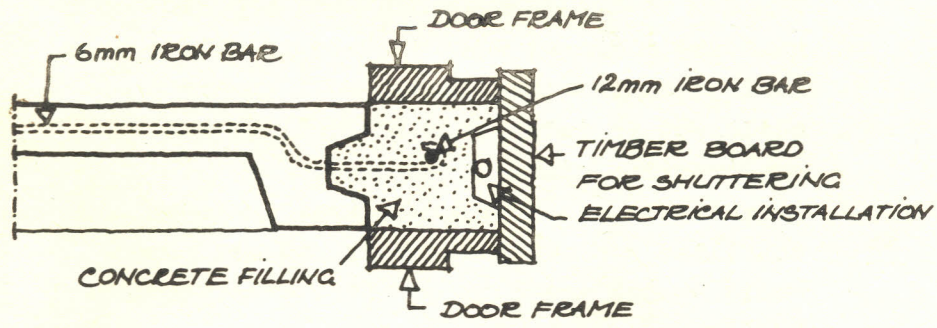 DOOR FRAME
6mm IRON BAR
12mm IRON BAR
TIMBER BOARD
FOR SHUTTERING
ELECTRICAL INSTALLATION
CONCRETE FILLING
DOOR FRAME